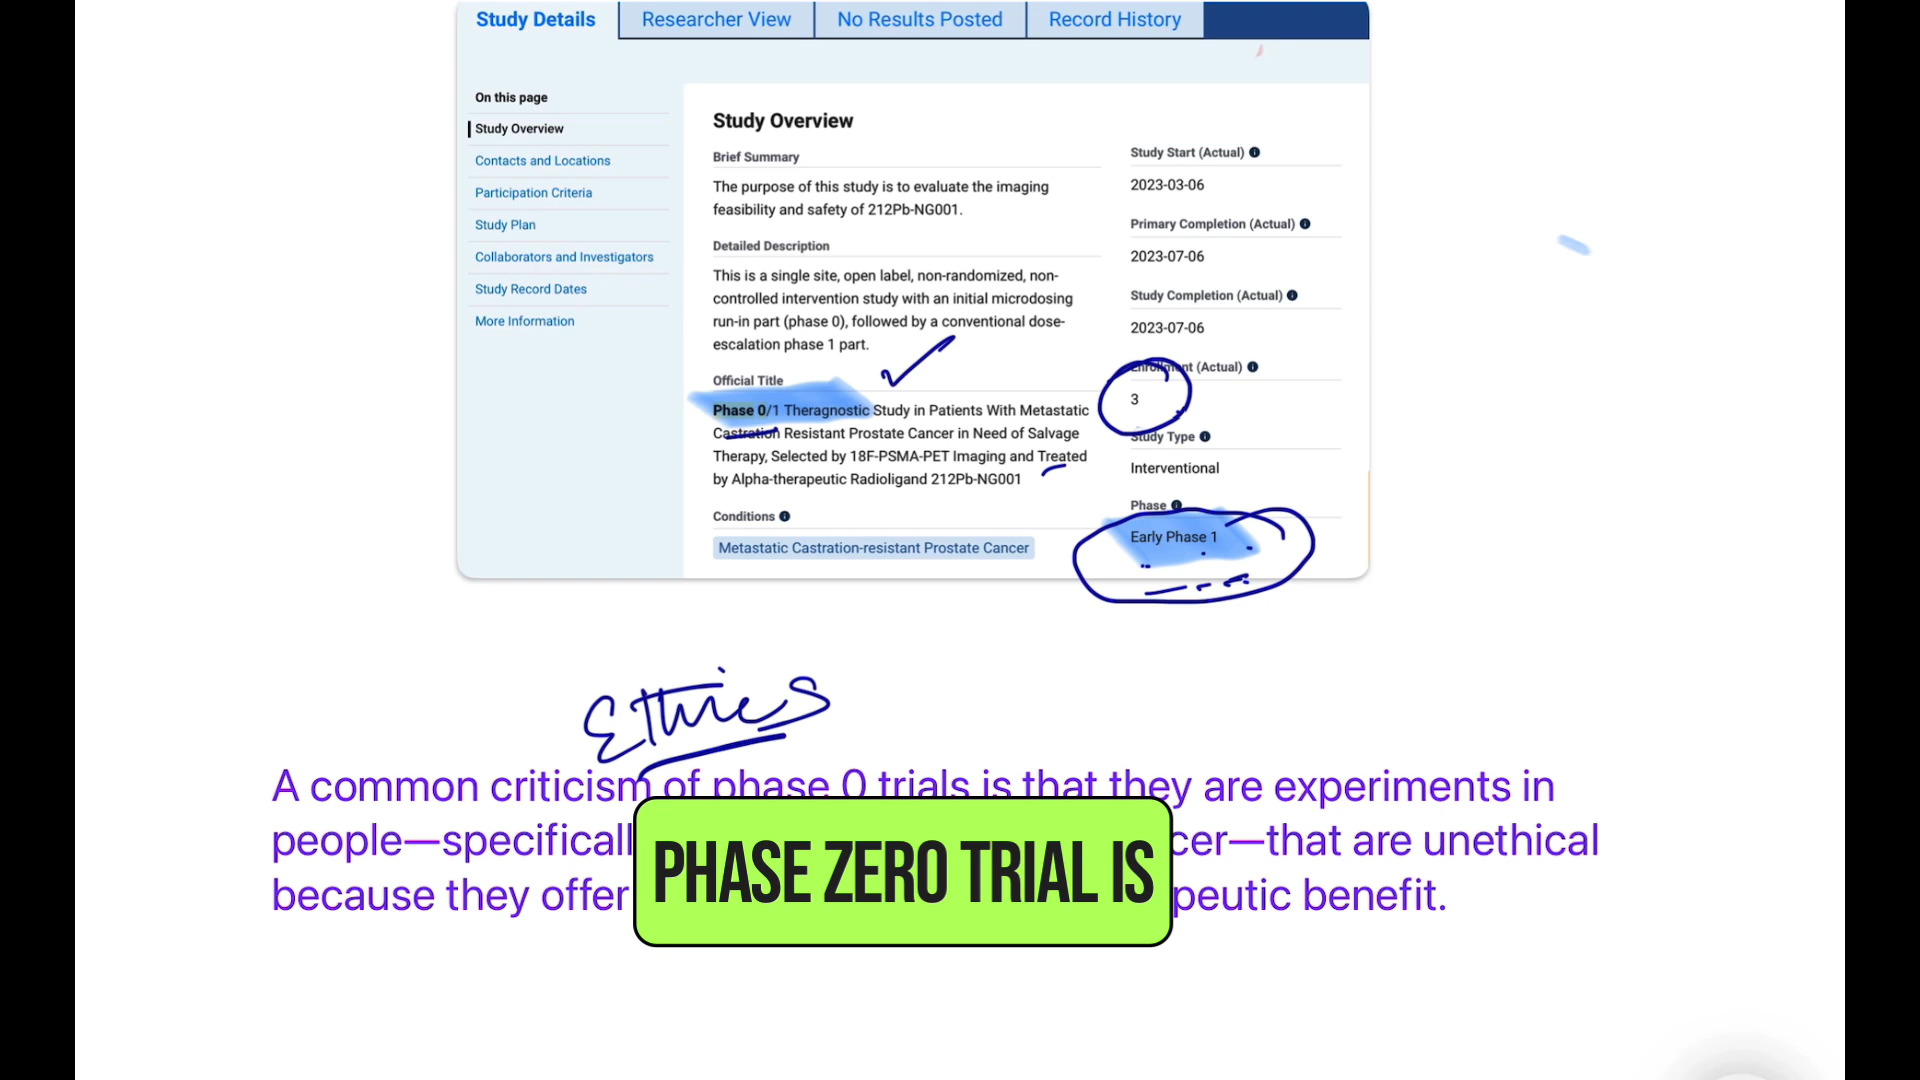 Study Details
Researcher View
No Results Posted
Record History
On this page
Study Overview
Contacts and Locations
Participation Criteria
Study Plan
Collaborators and Investigators
Study Record Dates
More Information
Study Overview
Brief Summary
The purpose of this study is to evaluate the imaging
feasibility and safety of 212Pb-NG001.
Detailed Description
This is a single site, open label, non-randomized, non-
controlled intervention study with an initial microdosing
run-in part (phase 0), followed by a conventional dose-
escalation phase 1 part.
Official Title
Phase 0/1 Theragnostic Study in Patients With Metastatic
Castration Resistant Prostate Cancer in Need of Salvage
Therapy, Selected by 18F-PSMA-PET Imaging and Treated
by Alpha-therapeutic Radioligand 212Pb-NG001
Conditions
Metastatic Castration-resistant Prostate Cancer
Study Start (Actual)
2023-03-06
Primary Completion (Actual)
2023-07-06
Study Completion (Actual)
2023-07-06
Enrollment (Actual)
3
Study Type
Interventional
Phase
Early Phase 1
Ethics
A common criticism of phase 0 trials is that they are experiments in
people—specifically cer—that are unethical
because they offer peutic benefit.
PHASE ZERO TRIAL IS